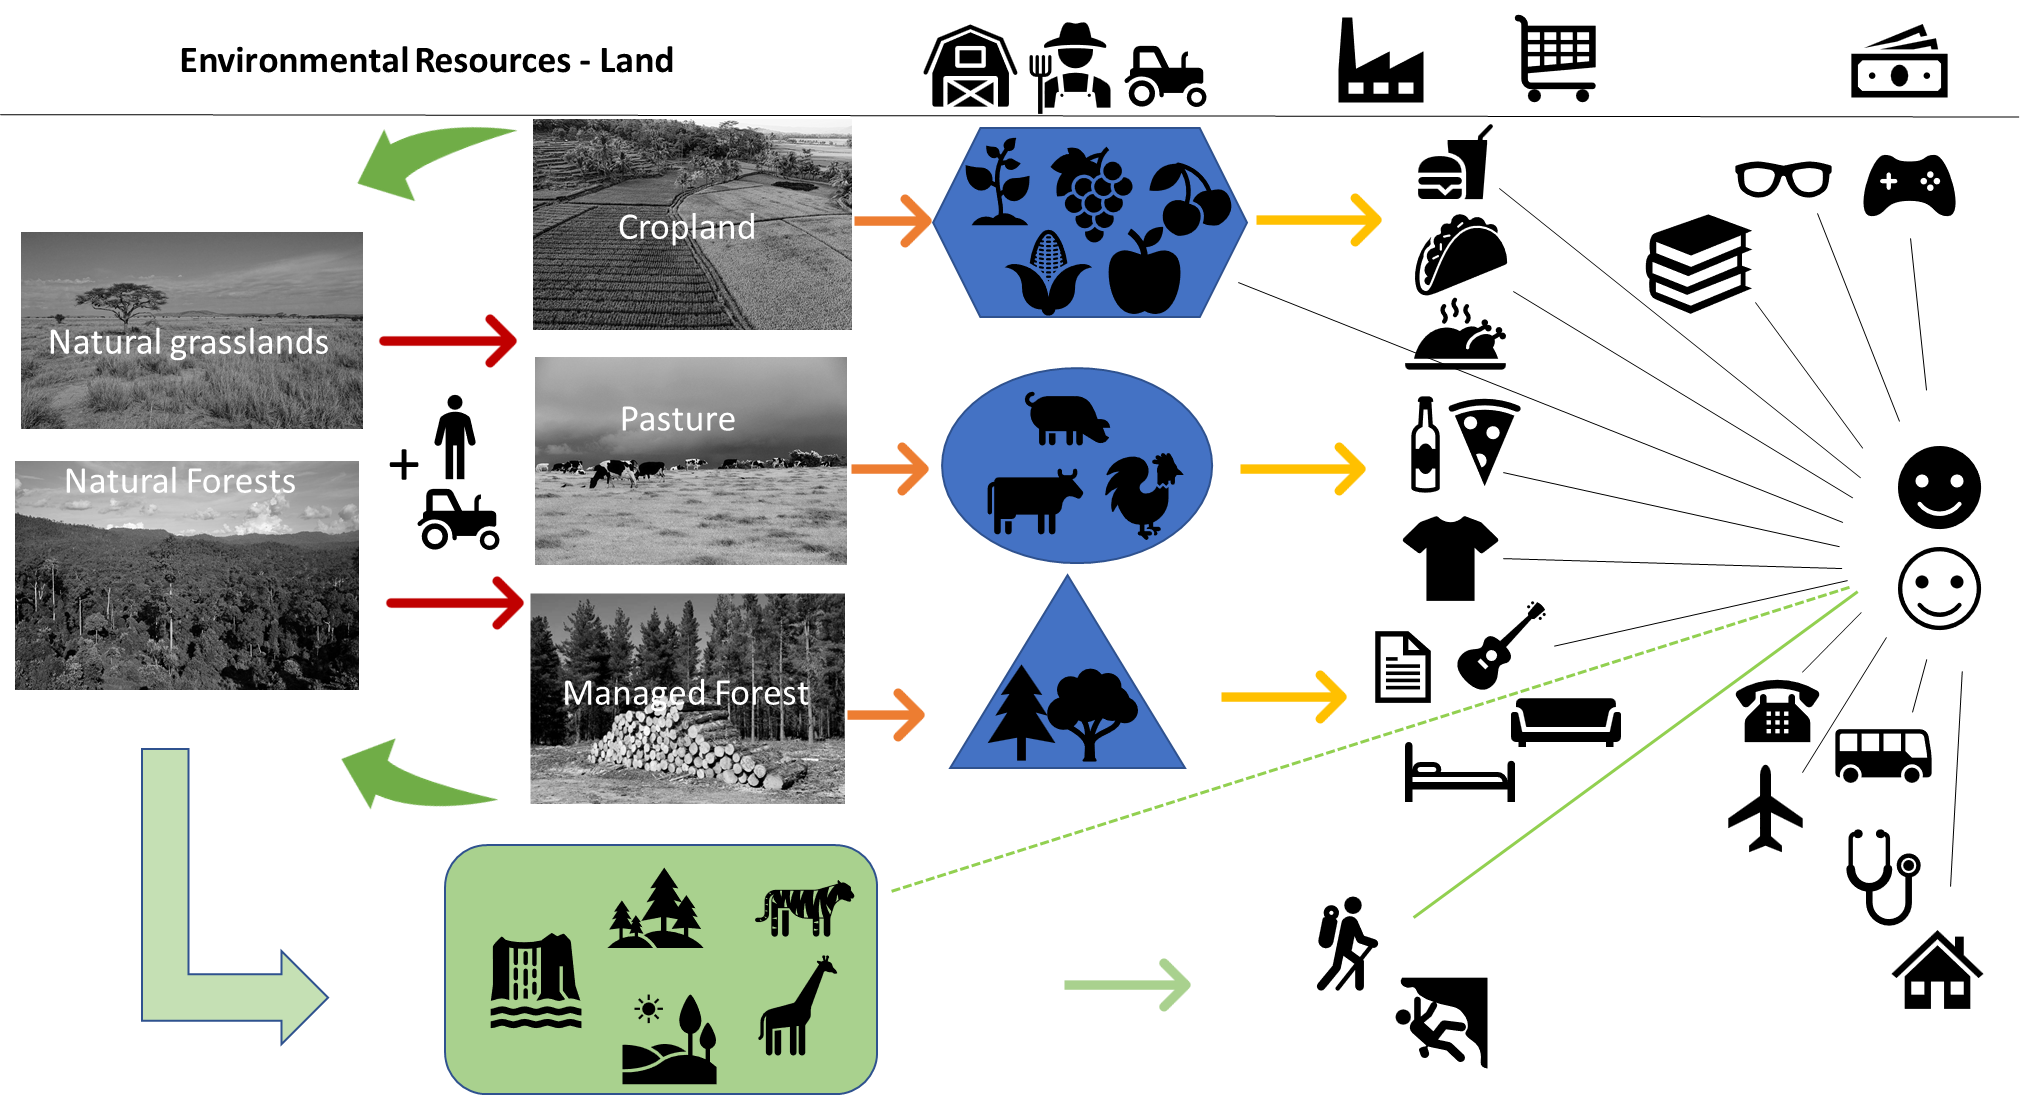 Environmental Resources - Land
Natural grasslands
Natural Forests
+
Cropland
Pasture
Managed Forest